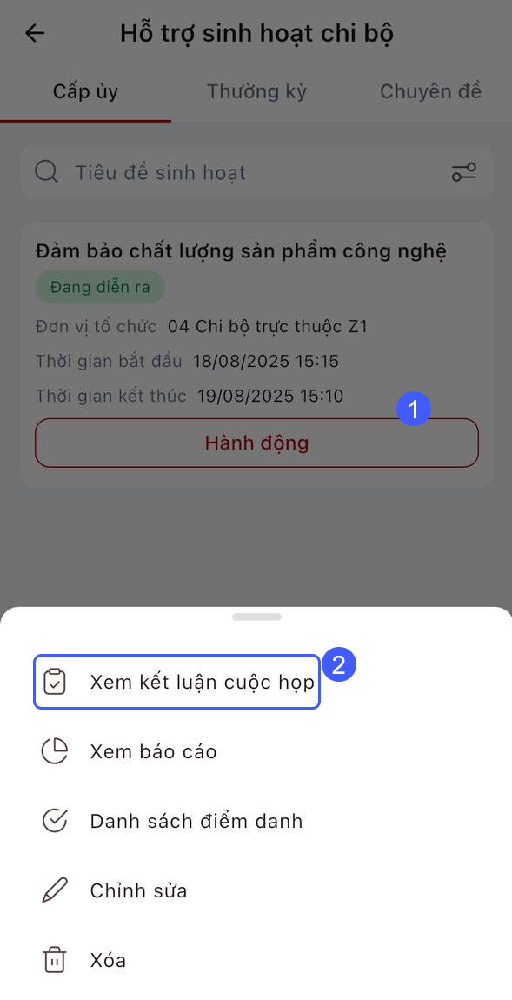 Hỗ trợ sinh hoạt chi bộ
Cấp ủy Thường kỳ Chuyên đề
Tiêu đề sinh hoạt
Đảm bảo chất lượng sản phẩm công nghệ
Đang diễn ra
Đơn vị tổ chức 04 Chi bộ trực thuộc Z1
Thời gian bắt đầu 18/08/2025 15:15
Thời gian kết thúc 19/08/2025 15:10
1
Hành động
2
Xem kết luận cuộc họp
Xem báo cáo
Danh sách điểm danh
Chỉnh sửa
Xóa